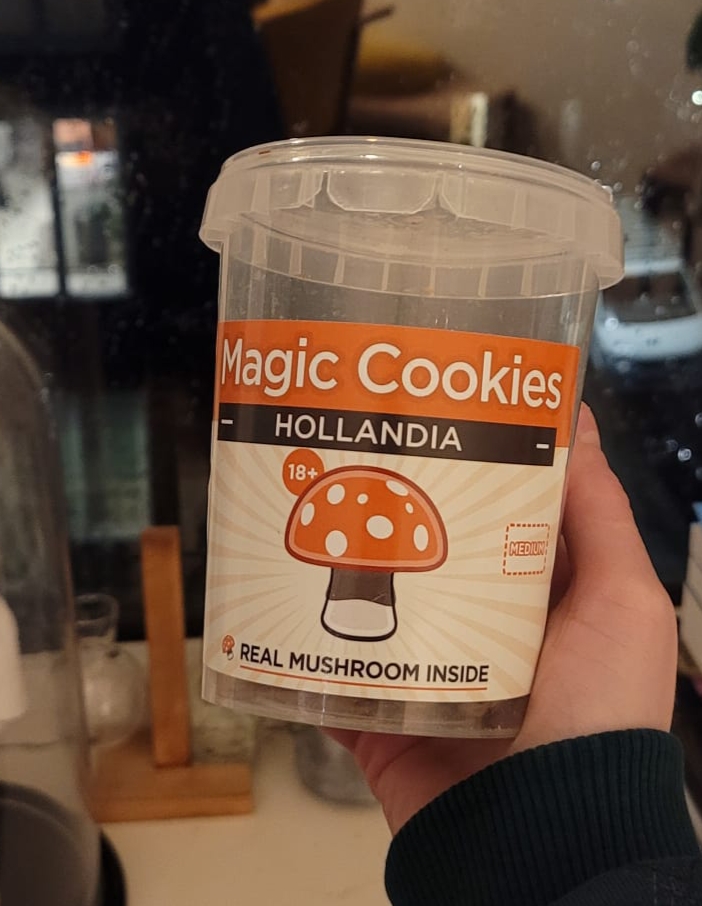 Magic Cookies
- HOLLANDIA -
18+
MEDIUM
REAL MUSHROOM INSIDE